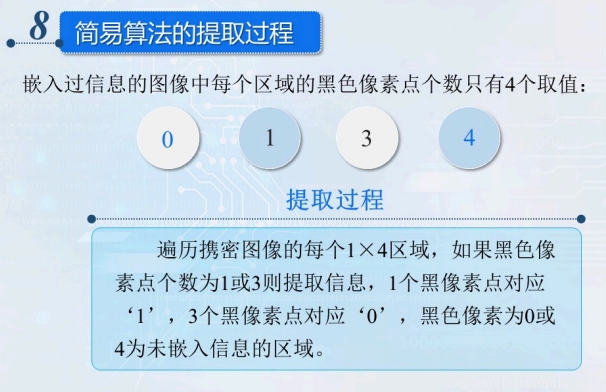 8 简易算法的提取过程
嵌入过信息的图像中每个区域的黑色像素点个数只有4个取值：
0 1 3 4
提取过程
遍历携密图像的每个1×4区域，如果黑色像
素点个数为1或3则提取信息，1个黑像素点对应
‘1’，3个黑像素点对应‘0’，黑色像素为0或
4为未嵌入信息的区域。